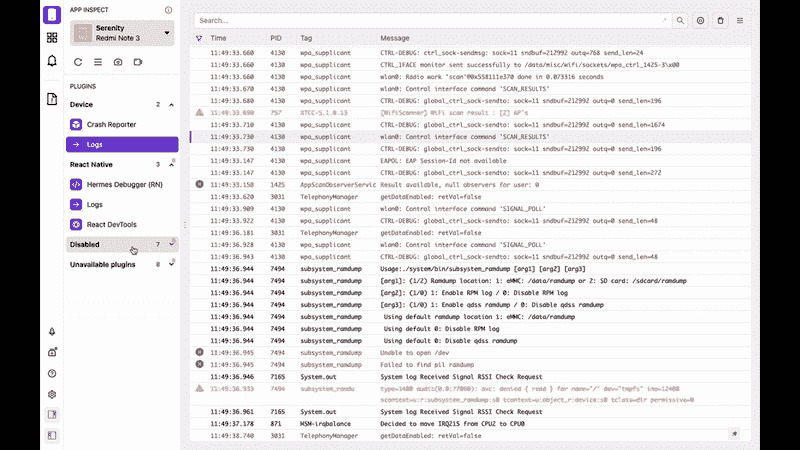 APP INSPECT
Serenity
Redmi Note 3
PLUGINS
Device 2
Crash Reporter
Logs
React Native 3
Hermes Debugger (RN)
Logs
React DevTools
Disabled 7
Unavailable plugins 8
Search...
Time PID Tag Message
11:49:33.660 4130 wpa_supplicant CTRL-DEBUG: ctrl_sock-sendmsg: sock=11 sndbuf=212992 outq=768 send_len=24
11:49:33.660 4130 wpa_supplicant CTRL_IFACE monitor sent successfully to /data/misc/wifi/sockets/wpa_ctrl_1425-3\x00
11:49:33.660 4130 wpa_supplicant wlan0: Radio work 'scan'@0x558111e370 done in 0.073316 seconds
11:49:33.660 4130 wpa_supplicant wlan0: Control interface command 'SCAN_RESULTS'
11:49:33.680 4130 wpa_supplicant CTRL-DEBUG: global_ctrl_sock-sendto: sock=11 sndbuf=212992 outq=0 send_len=196
11:49:33.690 757 XTCC-5.1.0.13 [WifiScanner] WiFi scan result : [2] AP's
11:49:33.710 4130 wpa_supplicant CTRL-DEBUG: global_ctrl_sock-sendto: sock=11 sndbuf=212992 outq=0 send_len=1674
11:49:33.730 4130 wpa_supplicant wlan0: Control interface command 'SCAN_RESULTS'
11:49:33.730 4130 wpa_supplicant CTRL-DEBUG: global_ctrl_sock-sendto: sock=11 sndbuf=212992 outq=0 send_len=196
11:49:33.147 4130 wpa_supplicant EAPOL: EAP Session-Id not available
11:49:33.147 4130 wpa_supplicant CTRL-DEBUG: global_ctrl_sock-sendto: sock=11 sndbuf=212992 outq=0 send_len=272
11:49:33.150 1425 AppScanObserverServic Result available, null observers for user: 0
11:49:33.620 3031 TelephonyManager getDataEnabled: retVal=false
11:49:33.909 4130 wpa_supplicant wlan0: Control interface command 'SIGNAL_POLL'
11:49:33.922 4130 wpa_supplicant CTRL-DEBUG: global_ctrl_sock-sendto: sock=11 sndbuf=212992 outq=0 send_len=48
11:49:36.181 3031 TelephonyManager getDataEnabled: retVal=false
11:49:36.928 4130 wpa_supplicant wlan0: Control interface command 'SIGNAL_POLL'
11:49:36.943 4130 wpa_supplicant CTRL-DEBUG: global_ctrl_sock-sendto: sock=11 sndbuf=212992 outq=0 send_len=48
11:49:36.944 7494 subsystem_ramdump Usage:./system/bin/subsystem_ramdump [arg1] [arg2] [arg3]
11:49:36.944 7494 subsystem_ramdump [arg1]: (1/2) Ramdump location: 1: eMMC: /data/ramdump or 2: SD card: /sdcard/ramdump
11:49:36.944 7494 subsystem_ramdump [arg2]: (1/0) 1: Enable RPM log / 0: Disable RPM log
11:49:36.944 7494 subsystem_ramdump [arg3]: (1/0) 1: Enable qdss ramdump / 0: Disable qdss ramdump
11:49:36.944 7494 subsystem_ramdump Using default ramdump location 1: eMMC: /data/ramdump
11:49:36.944 7494 subsystem_ramdump Using default 0: Disable RPM log
11:49:36.944 7494 subsystem_ramdump Using default 0: Disable qdss ramdump
11:49:36.945 7494 subsystem_ramdump Unable to open /dev
11:49:36.945 7494 subsystem_ramdump Failed to find pil ramdump
11:49:36.946 7165 System.out System log Received Signal RSSI Check Request
11:49:36.933 7494 subsystem_ramdu type=1400 audit(0.0:77060): avc: denied { read } for name="/" dev="tmpfs" ino=12400
scontext=u:r:subsystem_ramdump:s0 tcontext=u:object_r:device:s0 tclass=dir permissive=0
11:49:36.961 7165 System.out System log Received Signal RSSI Check Request
11:49:37.178 871 MSM-irqbalance Decided to move IRQ215 from CPU2 to CPU0
11:49:38.740 3031 TelephonyManager getDataEnabled: retVal=false